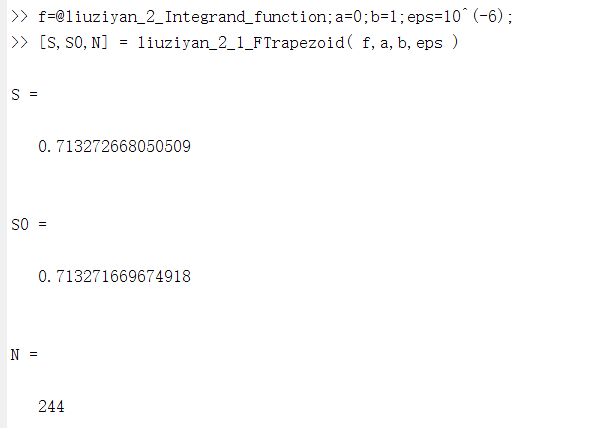 >> f=@liuziyan_2_Integrand_function;a=0;b=1;eps=10^(-6);
>> [S,S0,N] = liuziyan_2_1_FTrapezoid( f,a,b,eps )
S =
0.713272668050509
S0 =
0.713271669674918
N =
244